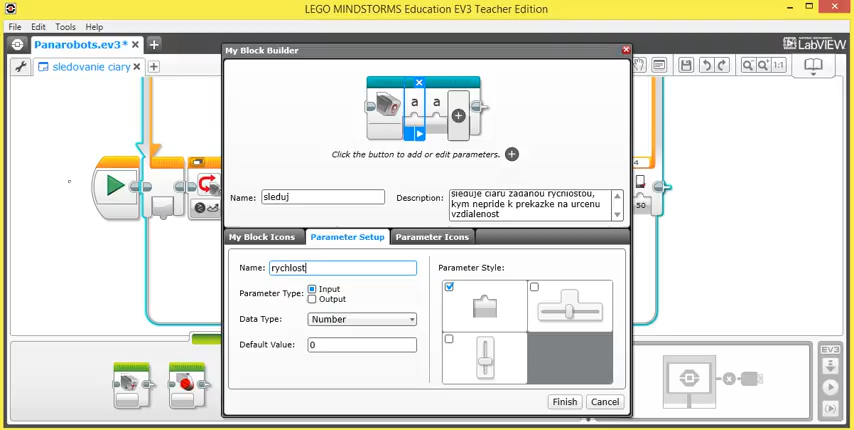 LEGO MINDSTORMS Education EV3 Teacher Edition
File Edit Tools Help
Panarobots.ev3*
LabVIEW
sledovanie ciary
1:1
My Block Builder
a a
Click the button to add or edit parameters.
Name: sleduj
Description: sleduje ciaru zadanou rychlostou,
kym nepride k prekazke na urcenu
vzdialenost
4
50
My Block Icons Parameter Setup Parameter Icons
Name: rychlost
Parameter Type: Input
Output
Data Type: Number
Default Value: 0
Parameter Style:
EV3
Finish Cancel